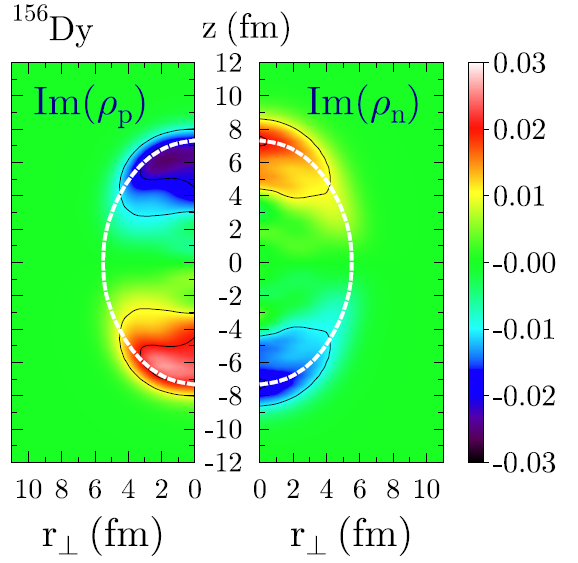 ¹⁵⁶Dy
z (fm)
Im(ρₚ)
Im(ρₙ)
12
10
8
6
4
2
0
-2
-4
-6
-8
-10
-12
10 8 6 4 2 0
0 2 4 6 8 10
r⊥ (fm)
r⊥ (fm)
0.03
0.02
0.01
-0.00
-0.01
-0.02
-0.03